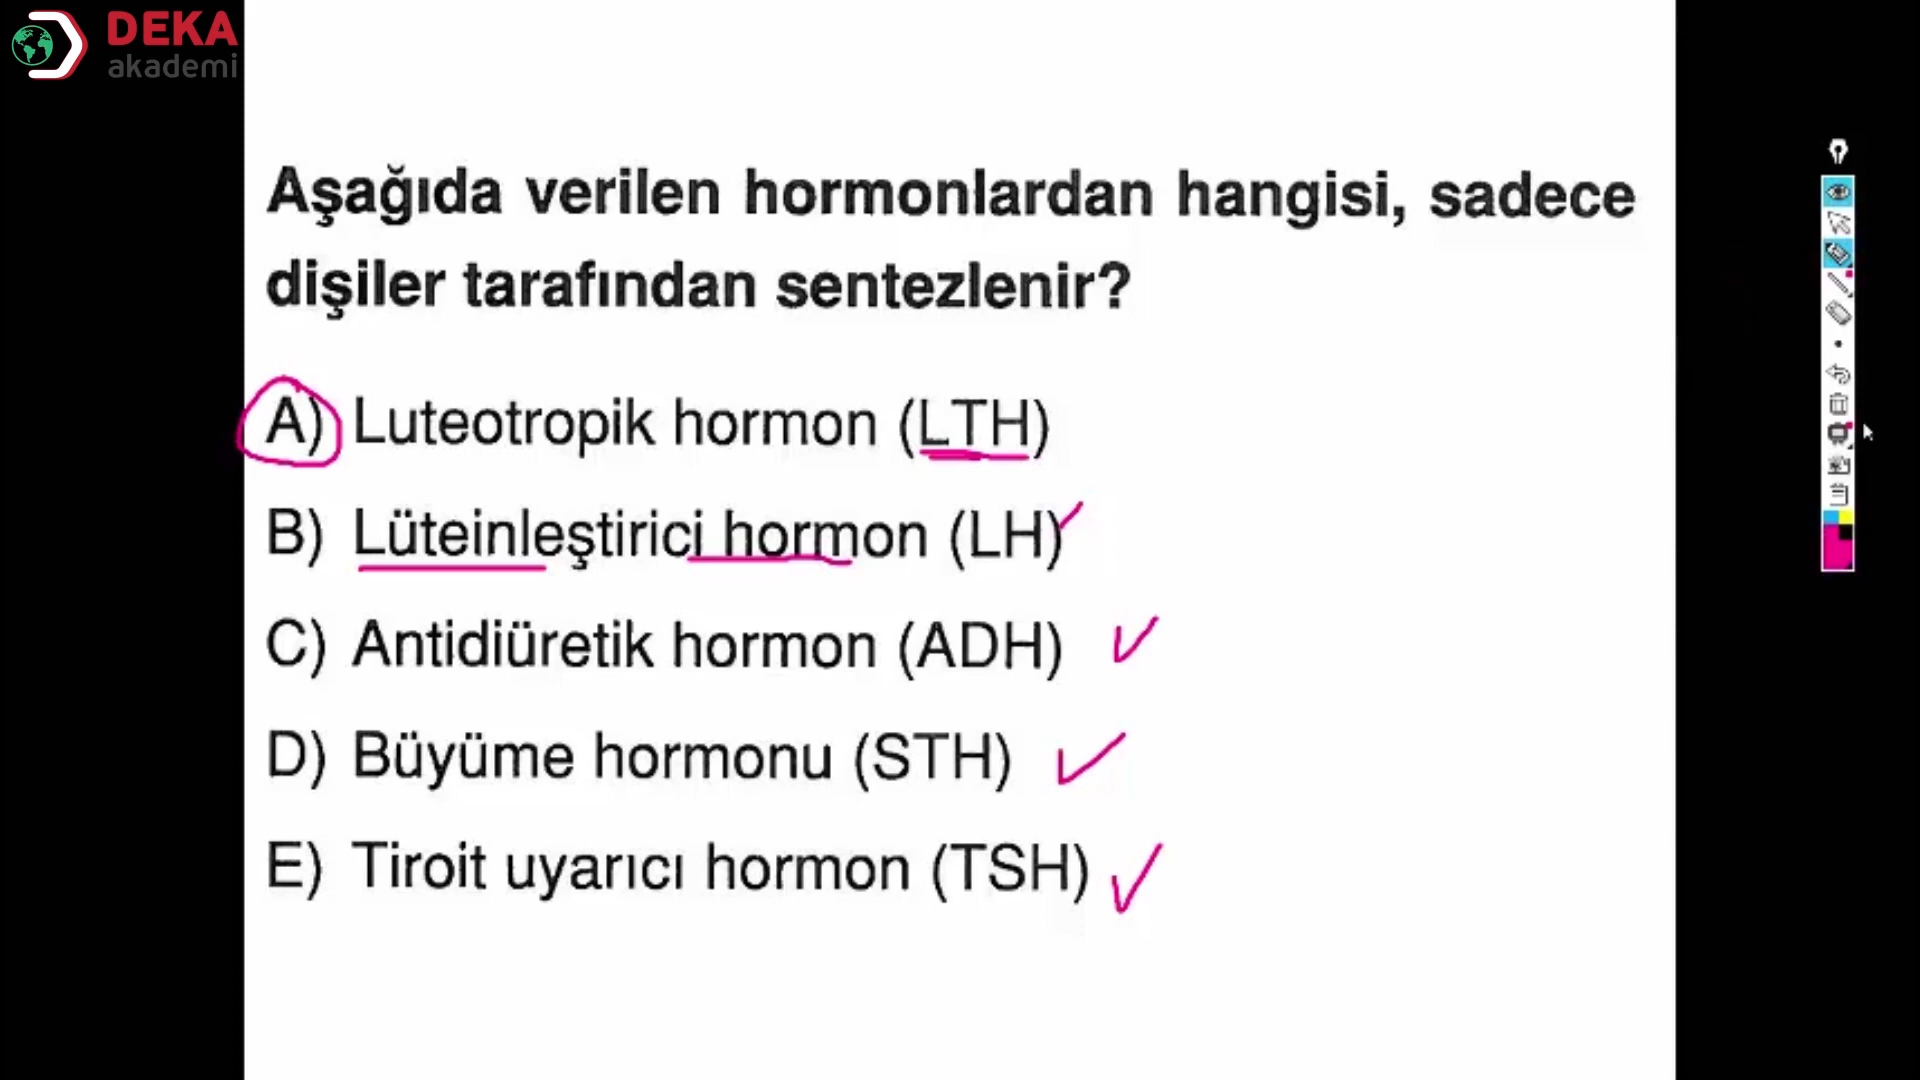 DEKA
akademi
Aşağıda verilen hormonlardan hangisi, sadece
dişiler tarafından sentezlenir?
A) Luteotropik hormon (LTH)
B) Lüteinleştirici hormon (LH)
C) Antidiüretik hormon (ADH)
D) Büyüme hormonu (STH)
E) Tiroit uyarıcı hormon (TSH)